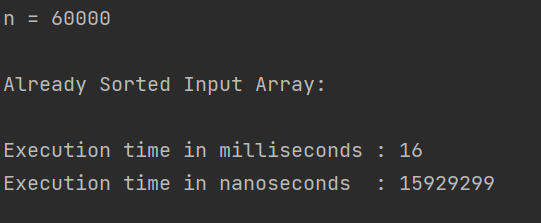 n = 60000
Already Sorted Input Array:
Execution time in milliseconds : 16
Execution time in nanoseconds  : 15929299